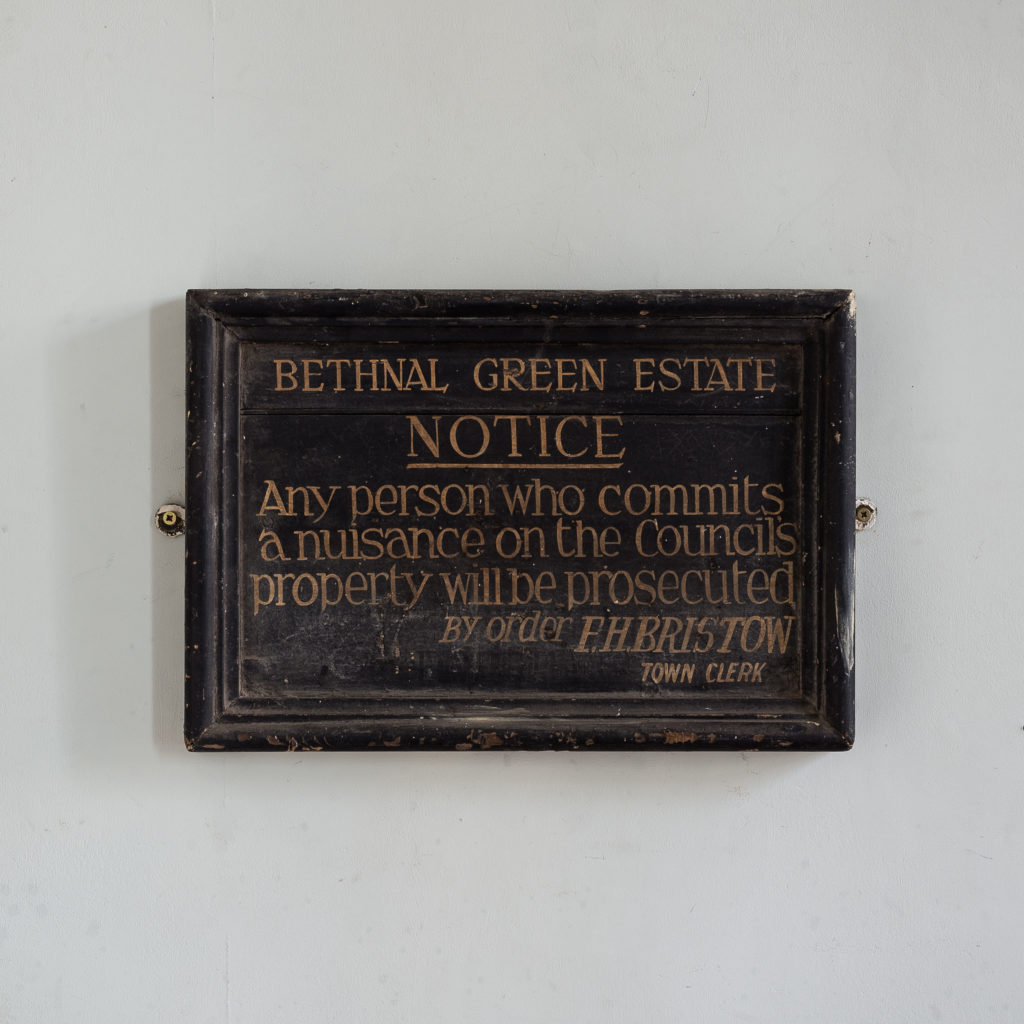 BETHNAL GREEN ESTATE
NOTICE
Any person who commits
a nuisance on the Council's
property will be prosecuted
By order E.H.BRISTOW
TOWN CLERK